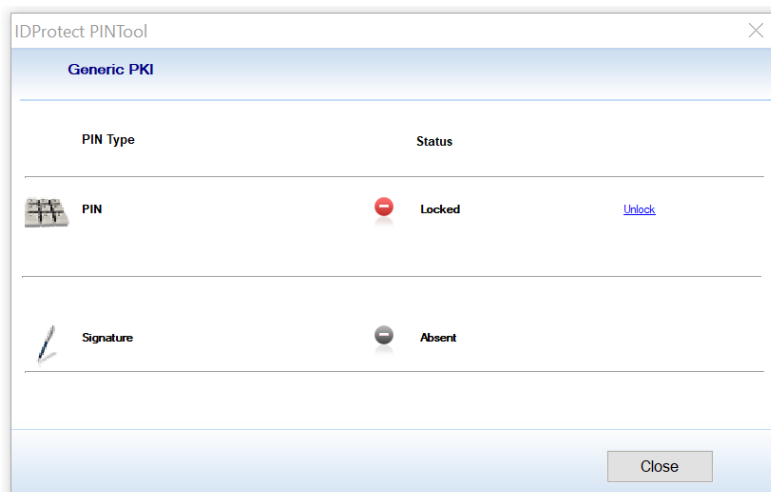 IDProtect PINTool
Generic PKI
PIN Type Status
PIN Locked Unlock
Signature Absent
Close